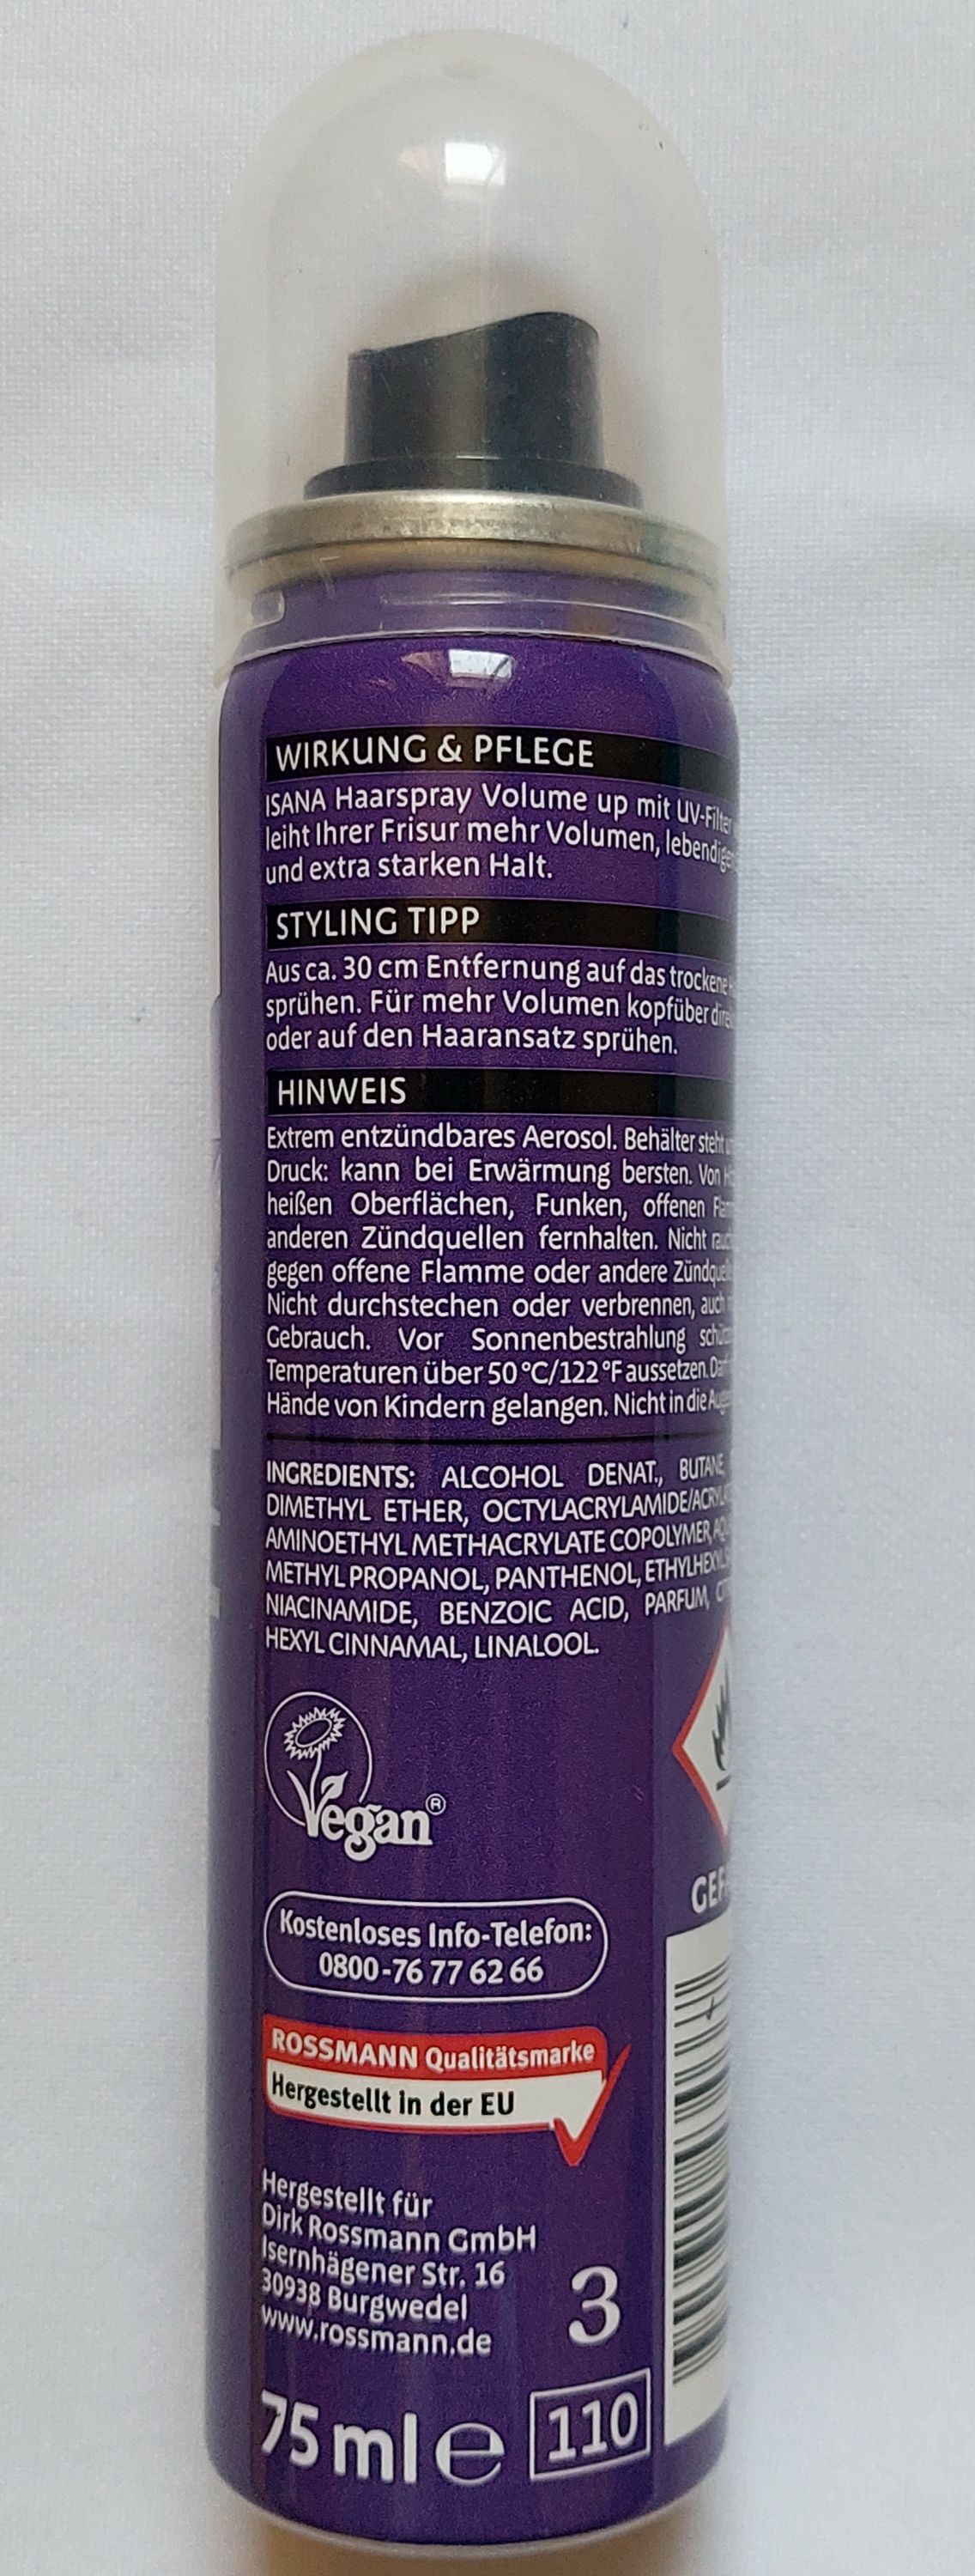 WIRKUNG & PFLEGE
ISANA Haarspray Volume up mit UV-Filter
leiht Ihrer Frisur mehr Volumen,
und extra starken Halt.
STYLING TIPP
Aus ca. 30 cm Entfernung auf das trockene
sprühen. Für mehr Volumen kopfüber
oder auf den Haaransatz sprühen.
HINWEIS
Extrem entzündbares Aerosol. Behälter steht
Druck: kann bei Erwärmung bersten. Von
heißen Oberflächen, Funken, offenen
anderen Zündquellen fernhalten. Nicht
gegen offene Flamme oder andere
Nicht durchstechen oder verbrennen, auch
Gebrauch. Vor Sonnenbestrahlung
Temperaturen über 50 °C/122 °F aussetzen.
Hände von Kindern gelangen. Nicht in die
INGREDIENTS: ALCOHOL DENAT., BUTANE,
DIMETHYL ETHER,
AMINOETHYL METHACRYLATE COPOLYMER,
METHYL PROPANOL, PANTHENOL,
NIACINAMIDE, BENZOIC ACID, PARFUM,
HEXYL CINNAMAL, LINALOOL.
Vegan®
Kostenloses Info-Telefon:
0800-76 77 62 66
ROSSMANN Qualitätsmarke
Hergestellt in der EU
Hergestellt für
Dirk Rossmann GmbH
Isernhägener Str. 16
30938 Burgwedel
www.rossmann.de
3
75 ml e 110